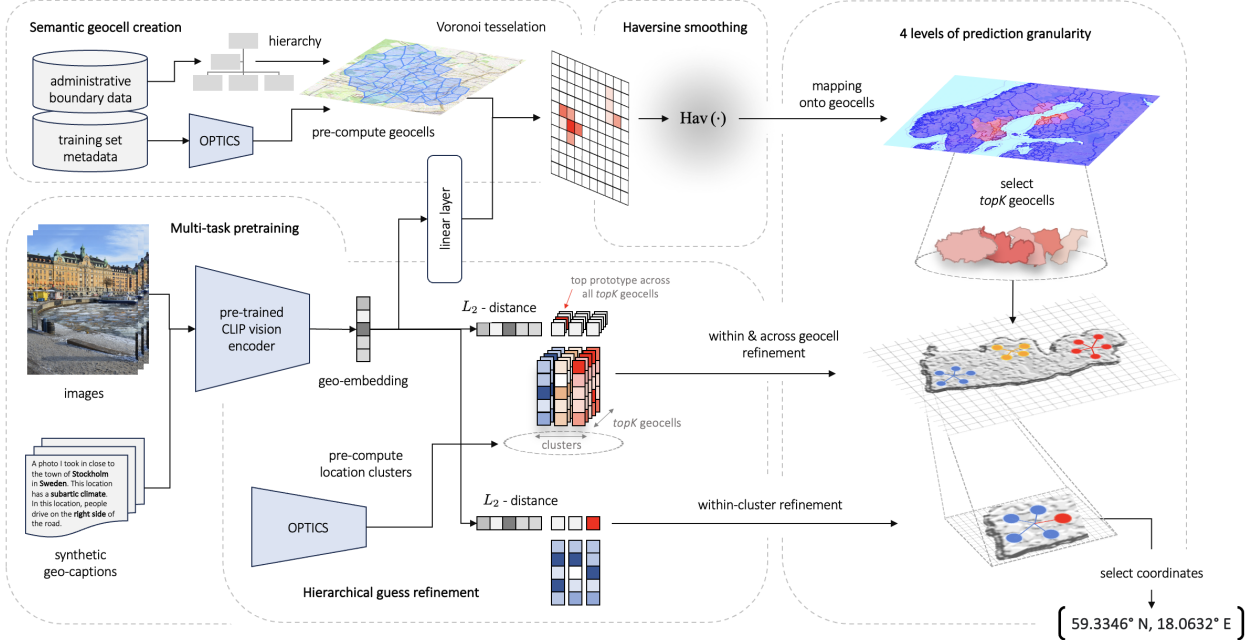 Semantic geocell creation
hierarchy
Voronoi tesselation
administrative
boundary data
training set
metadata
OPTICS
pre-compute geocells
Haversine smoothing
Hav (·)
mapping
onto geocells
4 levels of prediction granularity
select
topK geocells
linear layer
Multi-task pretraining
images
pre-trained
CLIP vision
encoder
geo-embedding
A photo I took in close to
the town of Stockholm
in Sweden. This location
has a subartic climate.
In this location, people
drive on the right side of
the road.
synthetic
geo-captions
L2 - distance
top prototype across
all topK geocells
topK geocells
clusters
within & across geocell
refinement
pre-compute
location clusters
OPTICS
L2 - distance
within-cluster refinement
Hierarchical guess refinement
select coordinates
[ 59.3346° N, 18.0632° E ]